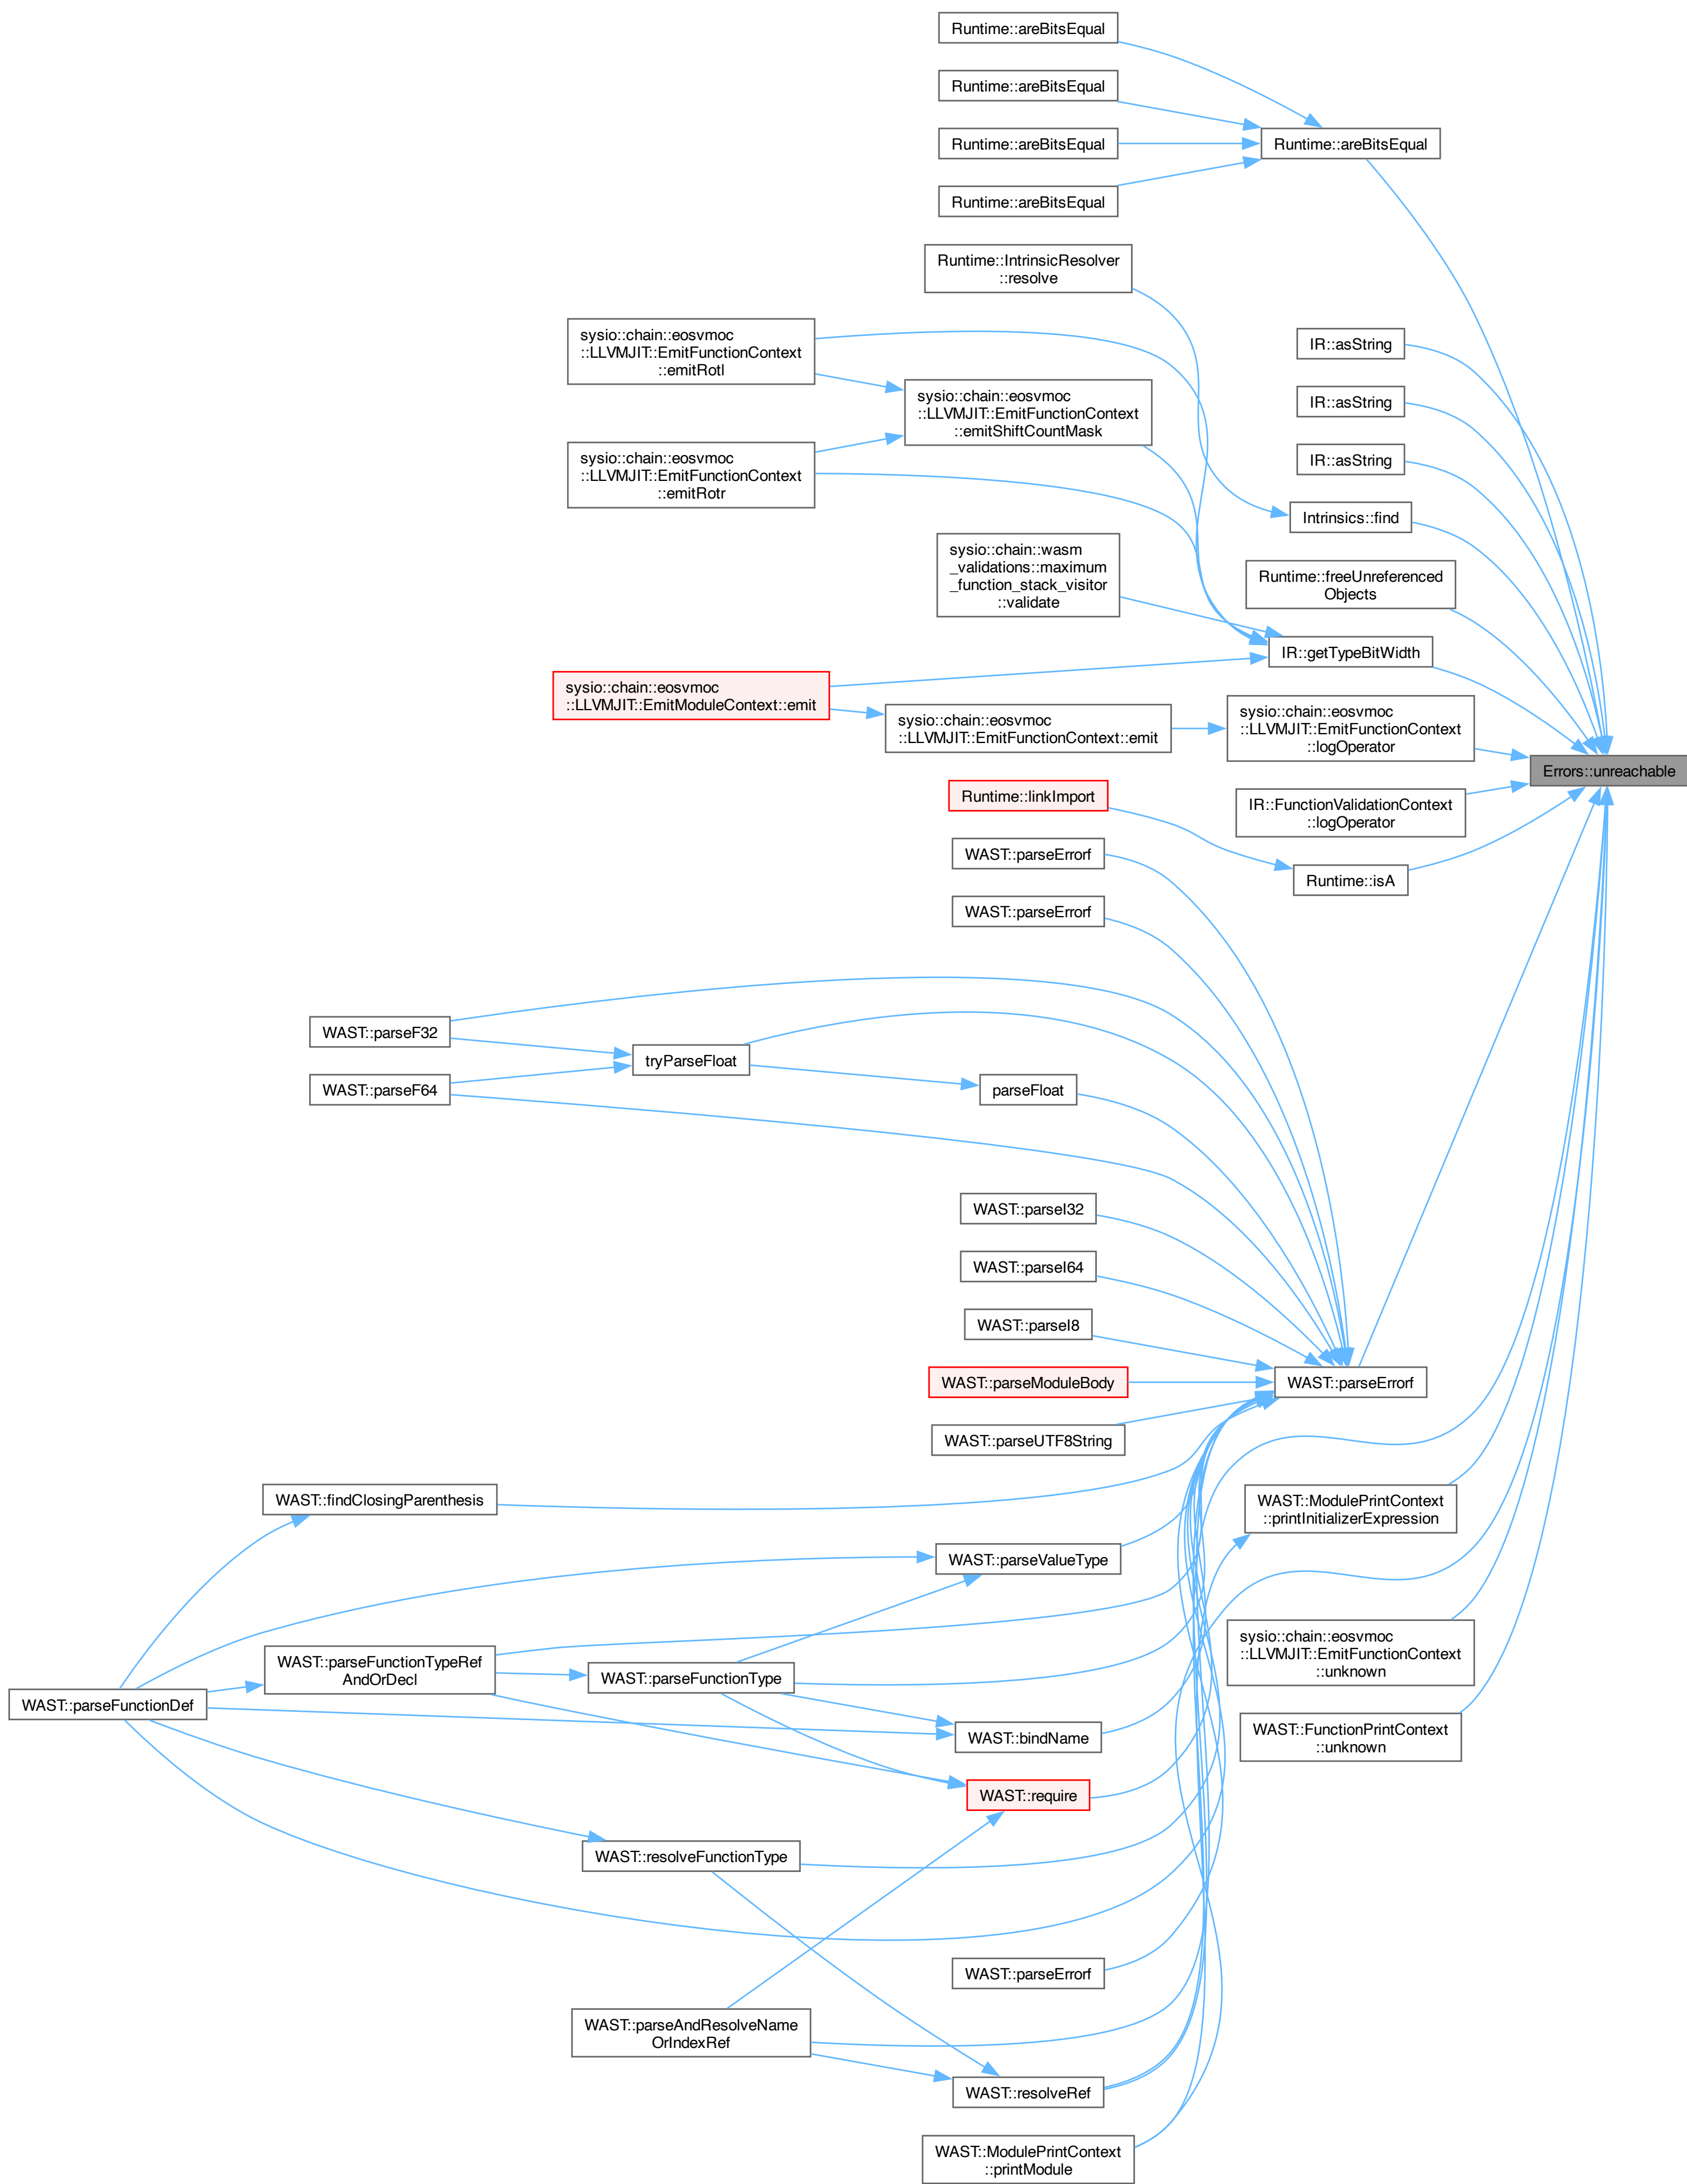 Runtime::areBitsEqual
Runtime::areBitsEqual
Runtime::areBitsEqual
Runtime::areBitsEqual
Runtime::areBitsEqual
Runtime::IntrinsicResolver
::resolve
sysio::chain::eosvmoc
::LLVMJIT::EmitFunctionContext
::emitRotl
IR::asString
sysio::chain::eosvmoc
::LLVMJIT::EmitFunctionContext
::emitShiftCountMask
IR::asString
sysio::chain::eosvmoc
::LLVMJIT::EmitFunctionContext
::emitRotr
IR::asString
Intrinsics::find
sysio::chain::wasm
_validations::maximum
_function_stack_visitor
::validate
Runtime::freeUnreferenced
Objects
IR::getTypeBitWidth
sysio::chain::eosvmoc
::LLVMJIT::EmitModuleContext::emit
sysio::chain::eosvmoc
::LLVMJIT::EmitFunctionContext::emit
sysio::chain::eosvmoc
::LLVMJIT::EmitFunctionContext
::logOperator
Errors::unreachable
Runtime::linkImport
IR::FunctionValidationContext
::logOperator
WAST::parseErrorf
Runtime::isA
WAST::parseErrorf
WAST::parseF32
tryParseFloat
WAST::parseF64
parseFloat
WAST::parseI32
WAST::parseI64
WAST::parseI8
WAST::parseModuleBody
WAST::parseErrorf
WAST::parseUTF8String
WAST::findClosingParenthesis
WAST::ModulePrintContext
::printInitializerExpression
WAST::parseValueType
sysio::chain::eosvmoc
::LLVMJIT::EmitFunctionContext
::unknown
WAST::parseFunctionTypeRef
AndOrDecl
WAST::parseFunctionType
WAST::parseFunctionDef
WAST::bindName
WAST::FunctionPrintContext
::unknown
WAST::require
WAST::resolveFunctionType
WAST::parseErrorf
WAST::parseAndResolveName
OrIndexRef
WAST::resolveRef
WAST::ModulePrintContext
::printModule